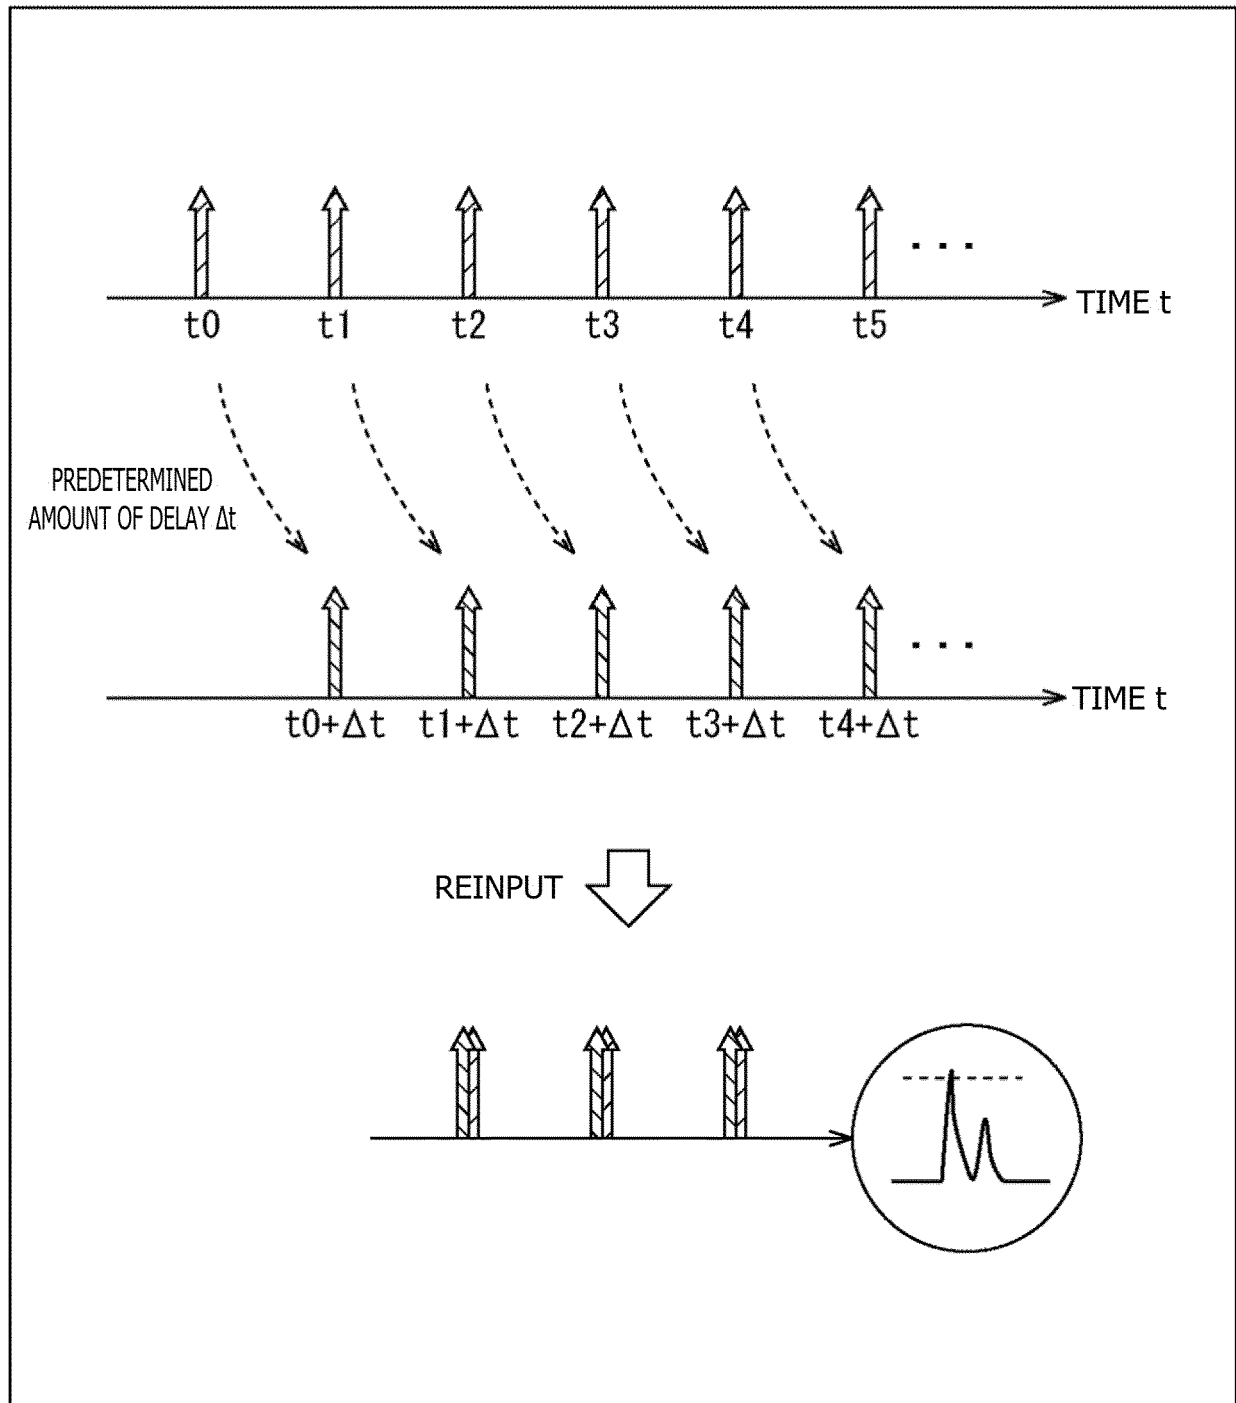 TIME t
t0 t1 t2 t3 t4 t5
PREDETERMINED
AMOUNT OF DELAY Δt
TIME t
t0+Δt t1+Δt t2+Δt t3+Δt t4+Δt
REINPUT